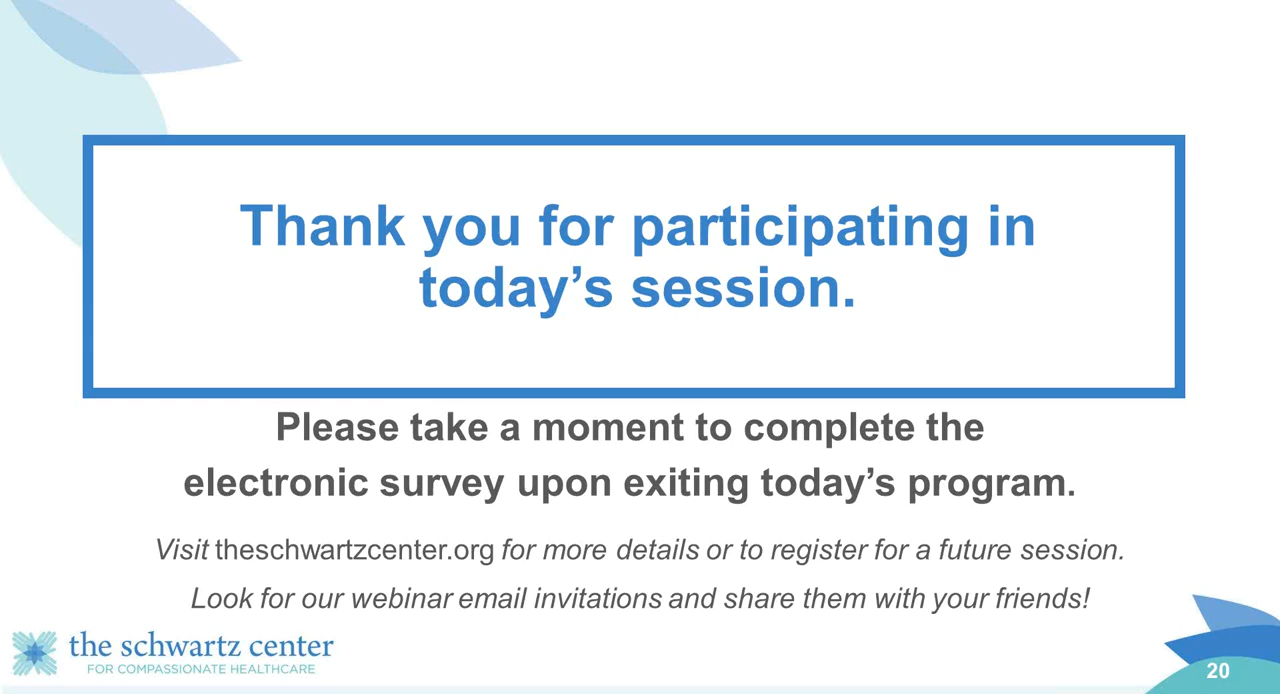 Thank you for participating in
today’s session.
Please take a moment to complete the
electronic survey upon exiting today’s program.
Visit theschwartzcenter.org for more details or to register for a future session.
Look for our webinar email invitations and share them with your friends!
the schwartz center
FOR COMPASSIONATE HEALTHCARE
20